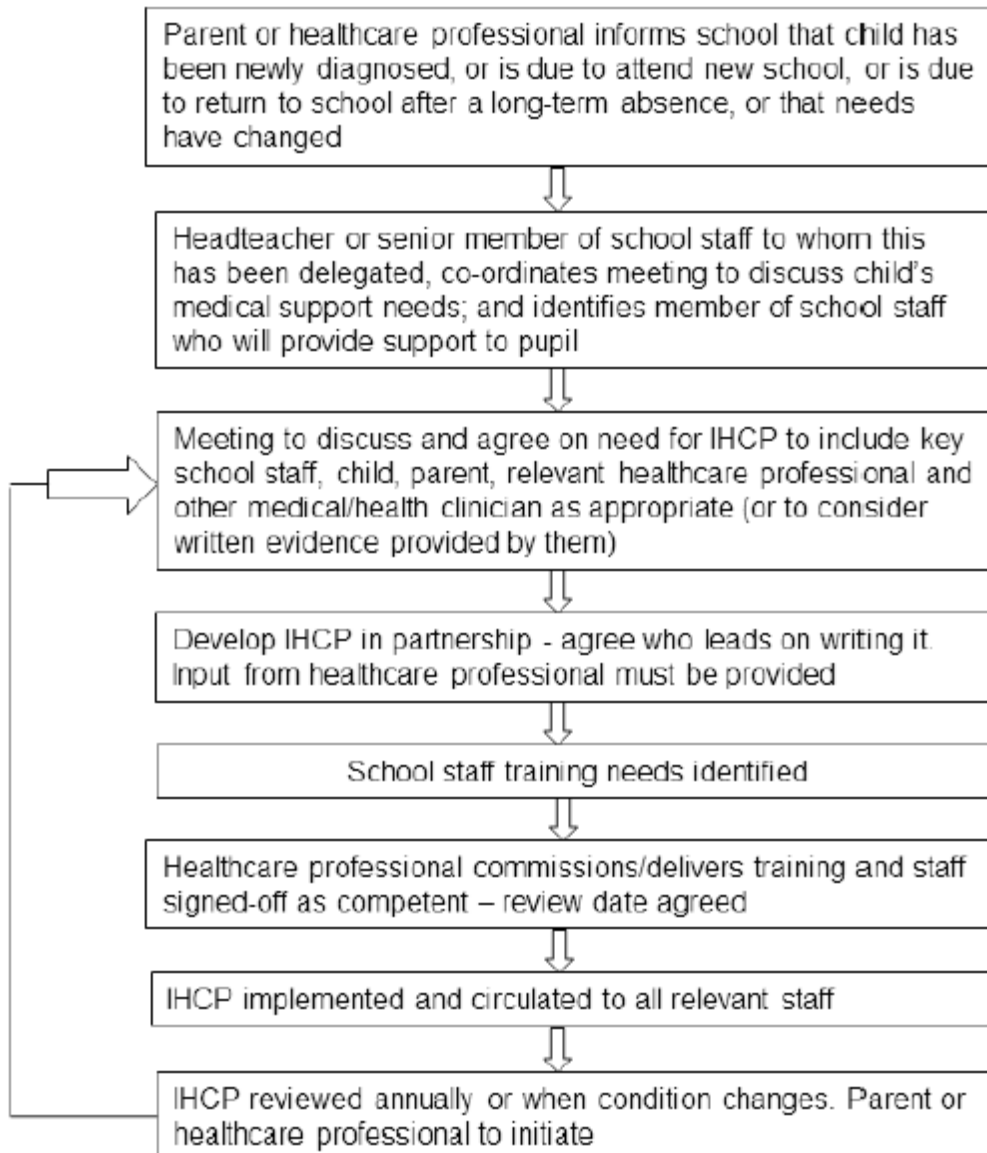 Parent or healthcare professional informs school that child has
been newly diagnosed, or is due to attend new school, or is due
to return to school after a long-term absence, or that needs
have changed
Headteacher or senior member of school staff to whom this
has been delegated, co-ordinates meeting to discuss child's
medical support needs; and identifies member of school staff
who will provide support to pupil
Meeting to discuss and agree on need for IHCP to include key
school staff, child, parent, relevant healthcare professional and
other medical/health clinician as appropriate (or to consider
written evidence provided by them)
Develop IHCP in partnership - agree who leads on writing it.
Input from healthcare professional must be provided
School staff training needs identified
Healthcare professional commissions/delivers training and staff
signed-off as competent – review date agreed
IHCP implemented and circulated to all relevant staff
IHCP reviewed annually or when condition changes. Parent or
healthcare professional to initiate